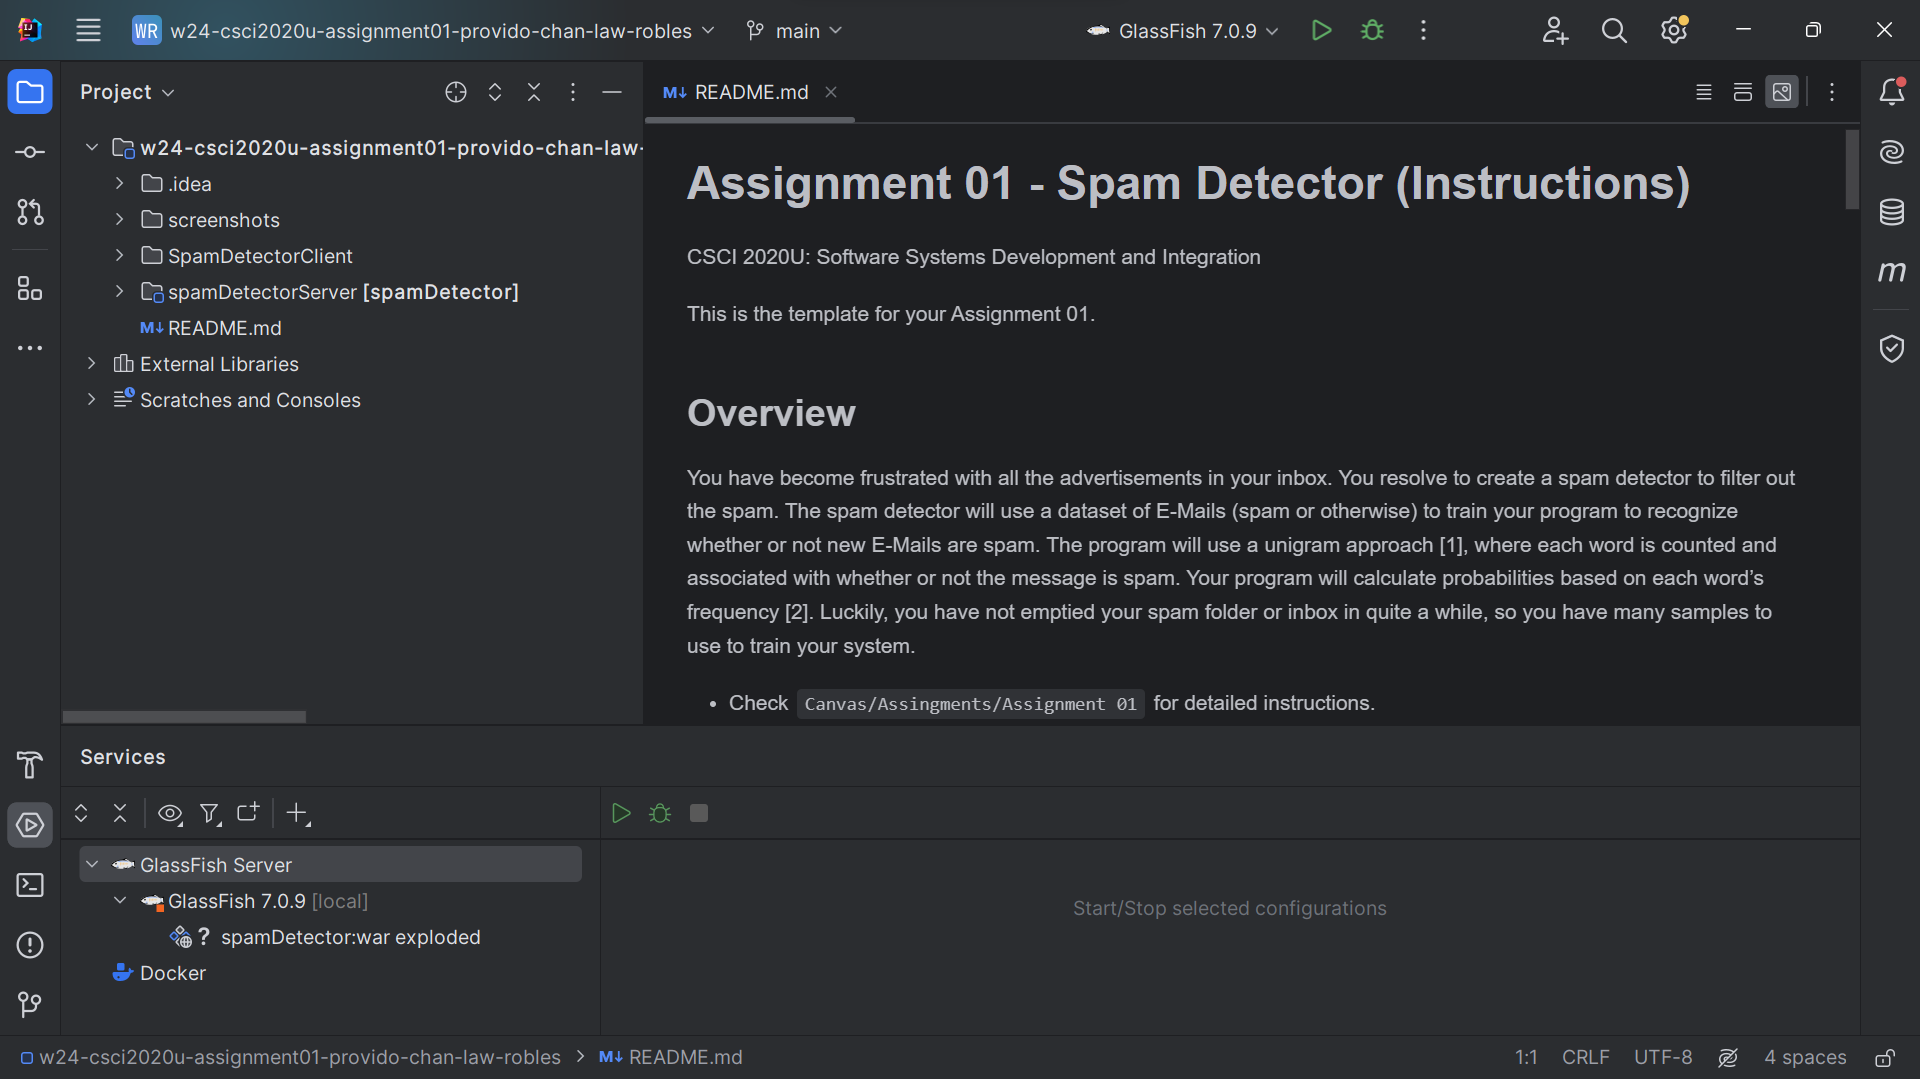 WR w24-csci2020u-assignment01-provido-chan-law-robles main GlassFish 7.0.9
Project
M↓ README.md
w24-csci2020u-assignment01-provido-chan-law-
.idea
screenshots
SpamDetectorClient
spamDetectorServer [spamDetector]
M↓ README.md
External Libraries
Scratches and Consoles
Assignment 01 - Spam Detector (Instructions)
CSCI 2020U: Software Systems Development and Integration
This is the template for your Assignment 01.
Overview
You have become frustrated with all the advertisements in your inbox. You resolve to create a spam detector to filter out
the spam. The spam detector will use a dataset of E-Mails (spam or otherwise) to train your program to recognize
whether or not new E-Mails are spam. The program will use a unigram approach [1], where each word is counted and
associated with whether or not the message is spam. Your program will calculate probabilities based on each word’s
frequency [2]. Luckily, you have not emptied your spam folder or inbox in quite a while, so you have many samples to
use to train your system.
• Check Canvas/Assingments/Assignment 01 for detailed instructions.
m
Services
GlassFish Server
GlassFish 7.0.9 [local]
? spamDetector:war exploded
Docker
Start/Stop selected configurations
w24-csci2020u-assignment01-provido-chan-law-robles > M↓ README.md
1:1 CRLF UTF-8 4 spaces